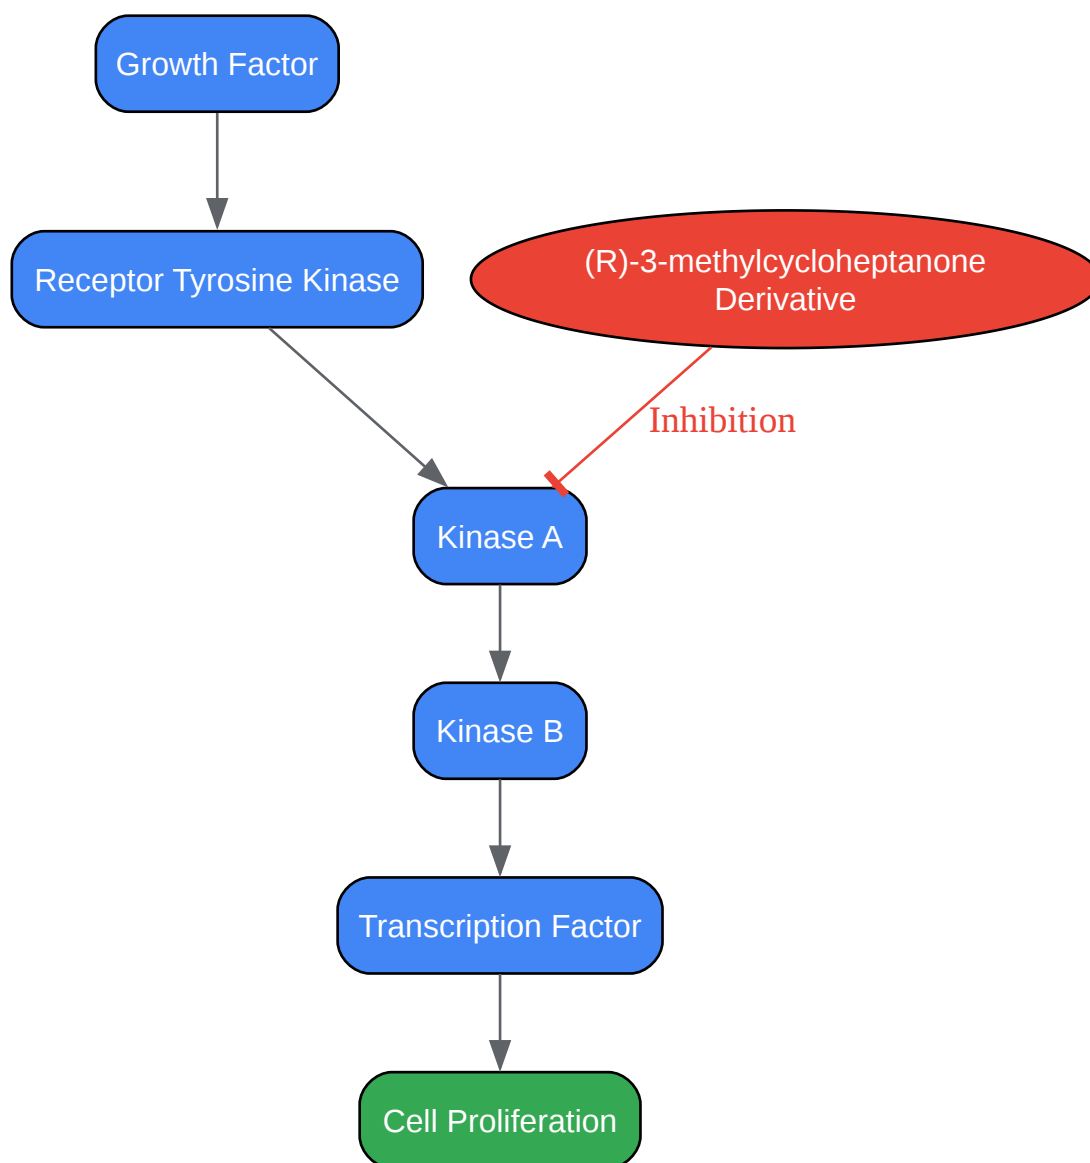 Growth Factor
Receptor Tyrosine Kinase
(R)-3-methylcycloheptanone
Derivative
Inhibition
Kinase A
Kinase B
Transcription Factor
Cell Proliferation